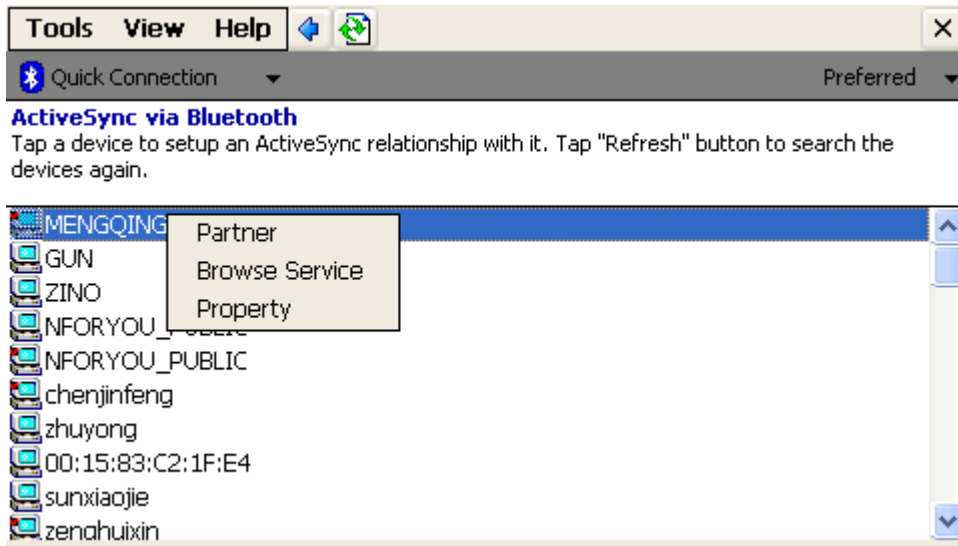 Tools View Help
Quick Connection Preferred
ActiveSync via Bluetooth
Tap a device to setup an ActiveSync relationship with it. Tap "Refresh" button to search the
devices again.
MENGQING
Partner
GUN
Browse Service
ZINO
Property
NFORYOU_PUBLIC
NFORYOU_PUBLIC
chenjinfeng
zhuyong
00:15:83:C2:1F:E4
sunxiaojie
zenghuixin